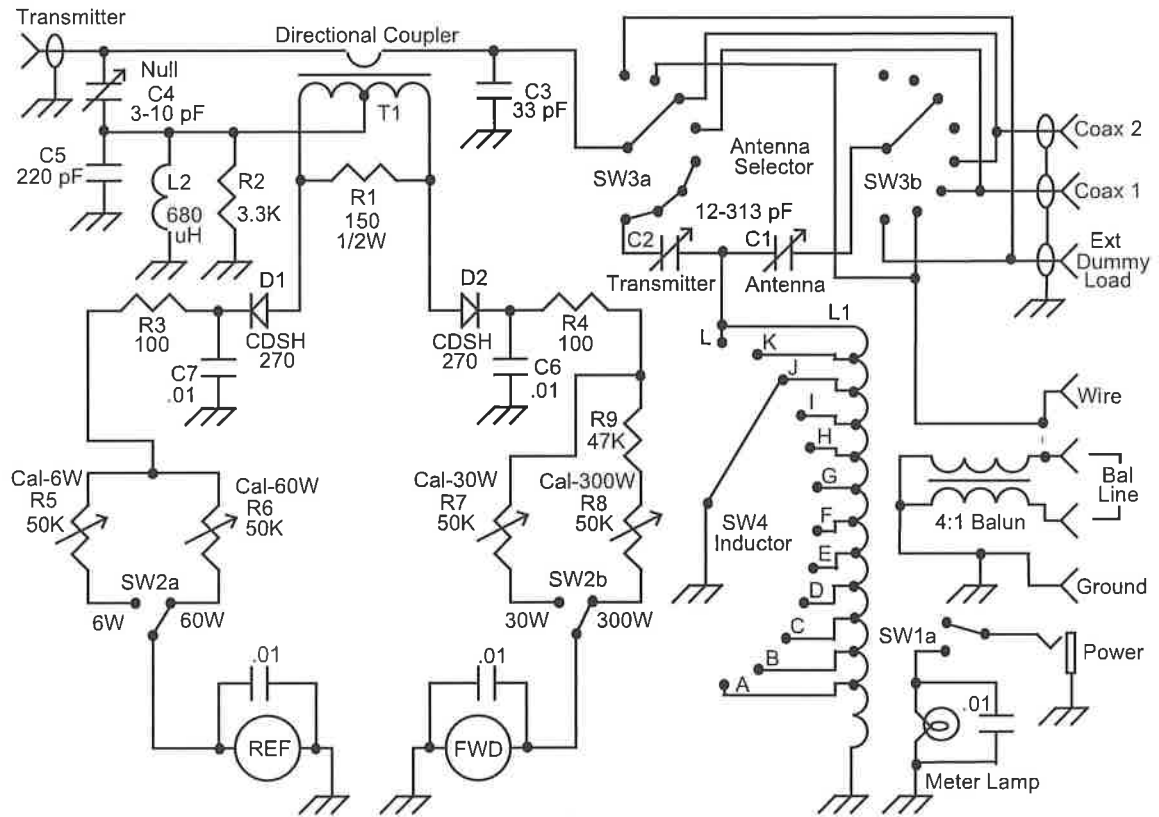 Transmitter
Directional Coupler
Null
C4
3-10 pF
T1
C3
33 pF
C5
220 pF
L2
680
uH
R2
3.3K
R1
150
1/2W
Antenna
Selector
SW3a
SW3b
Coax 2
Coax 1
Ext
Dummy
Load
12-313 pF
C2
C1
Transmitter
Antenna
D1
CDSH
270
D2
CDSH
270
R3
100
R4
100
C7
.01
C6
.01
L1
L
K
J
I
H
G
F
E
D
C
B
A
SW4
Inductor
R9
47K
Wire
Bal
Line
4:1 Balun
Ground
Cal-6W
R5
50K
Cal-60W
R6
50K
Cal-30W
R7
50K
Cal-300W
R8
50K
SW2a
6W
60W
SW2b
30W
300W
SW1a
Power
.01
REF
.01
FWD
.01
Meter Lamp